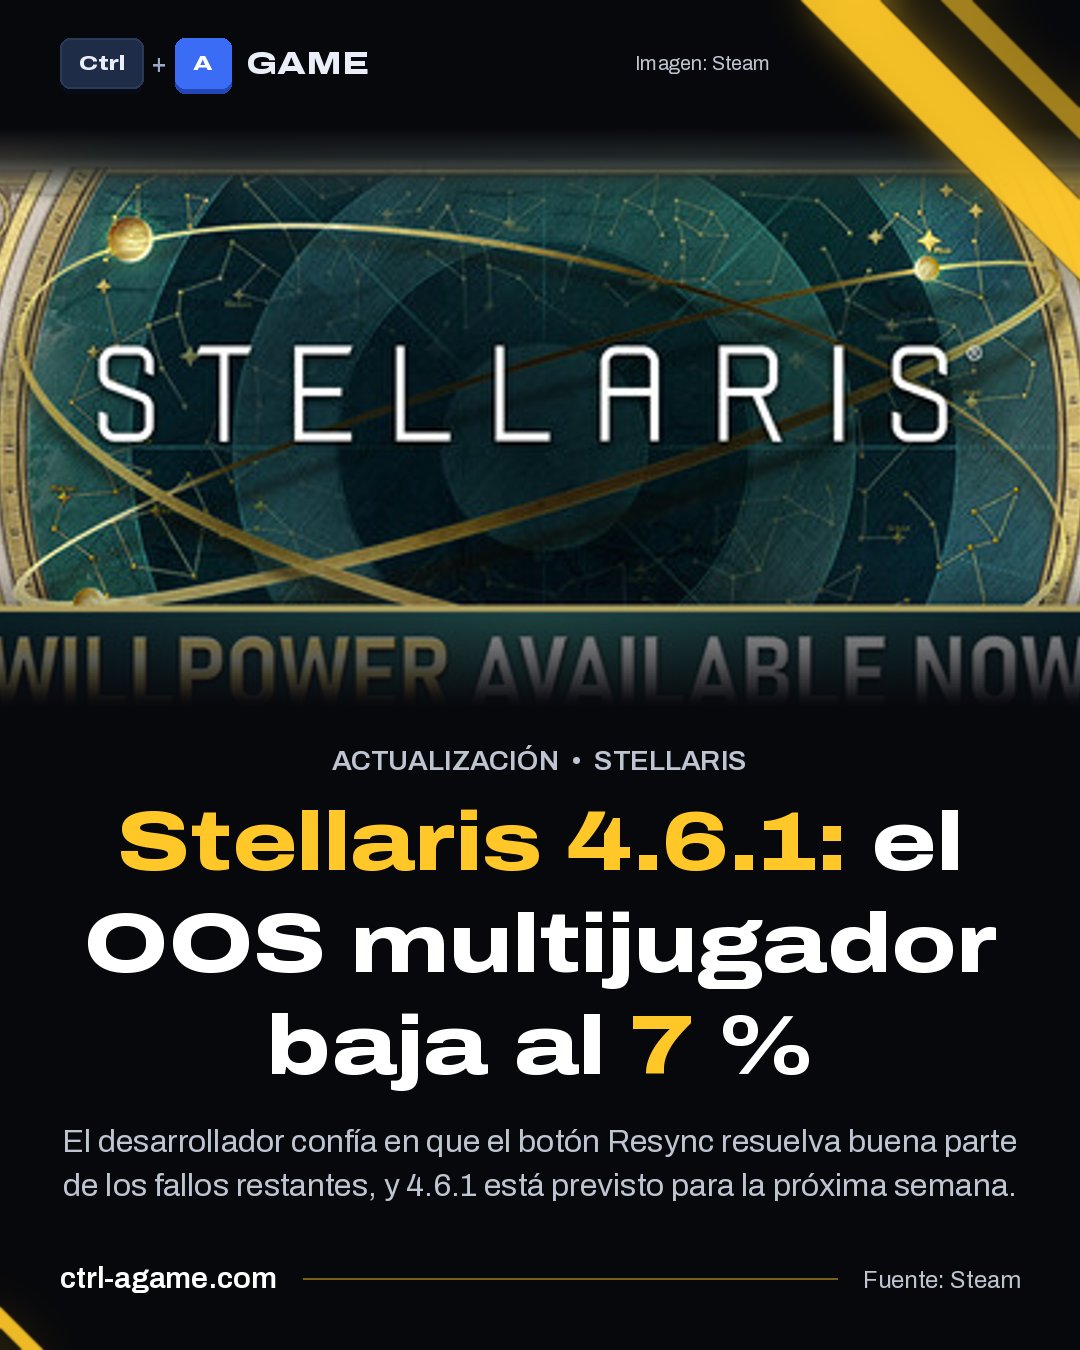 Ctrl + A GAME
Imagen: Steam
STELLARIS®
WILLPOWER AVAILABLE NOW
ACTUALIZACIÓN • STELLARIS
Stellaris 4.6.1: el
OOS multijugador
baja al 7 %
El desarrollador confía en que el botón Resync resuelva buena parte
de los fallos restantes, y 4.6.1 está previsto para la próxima semana.
ctrl-agame.com
Fuente: Steam